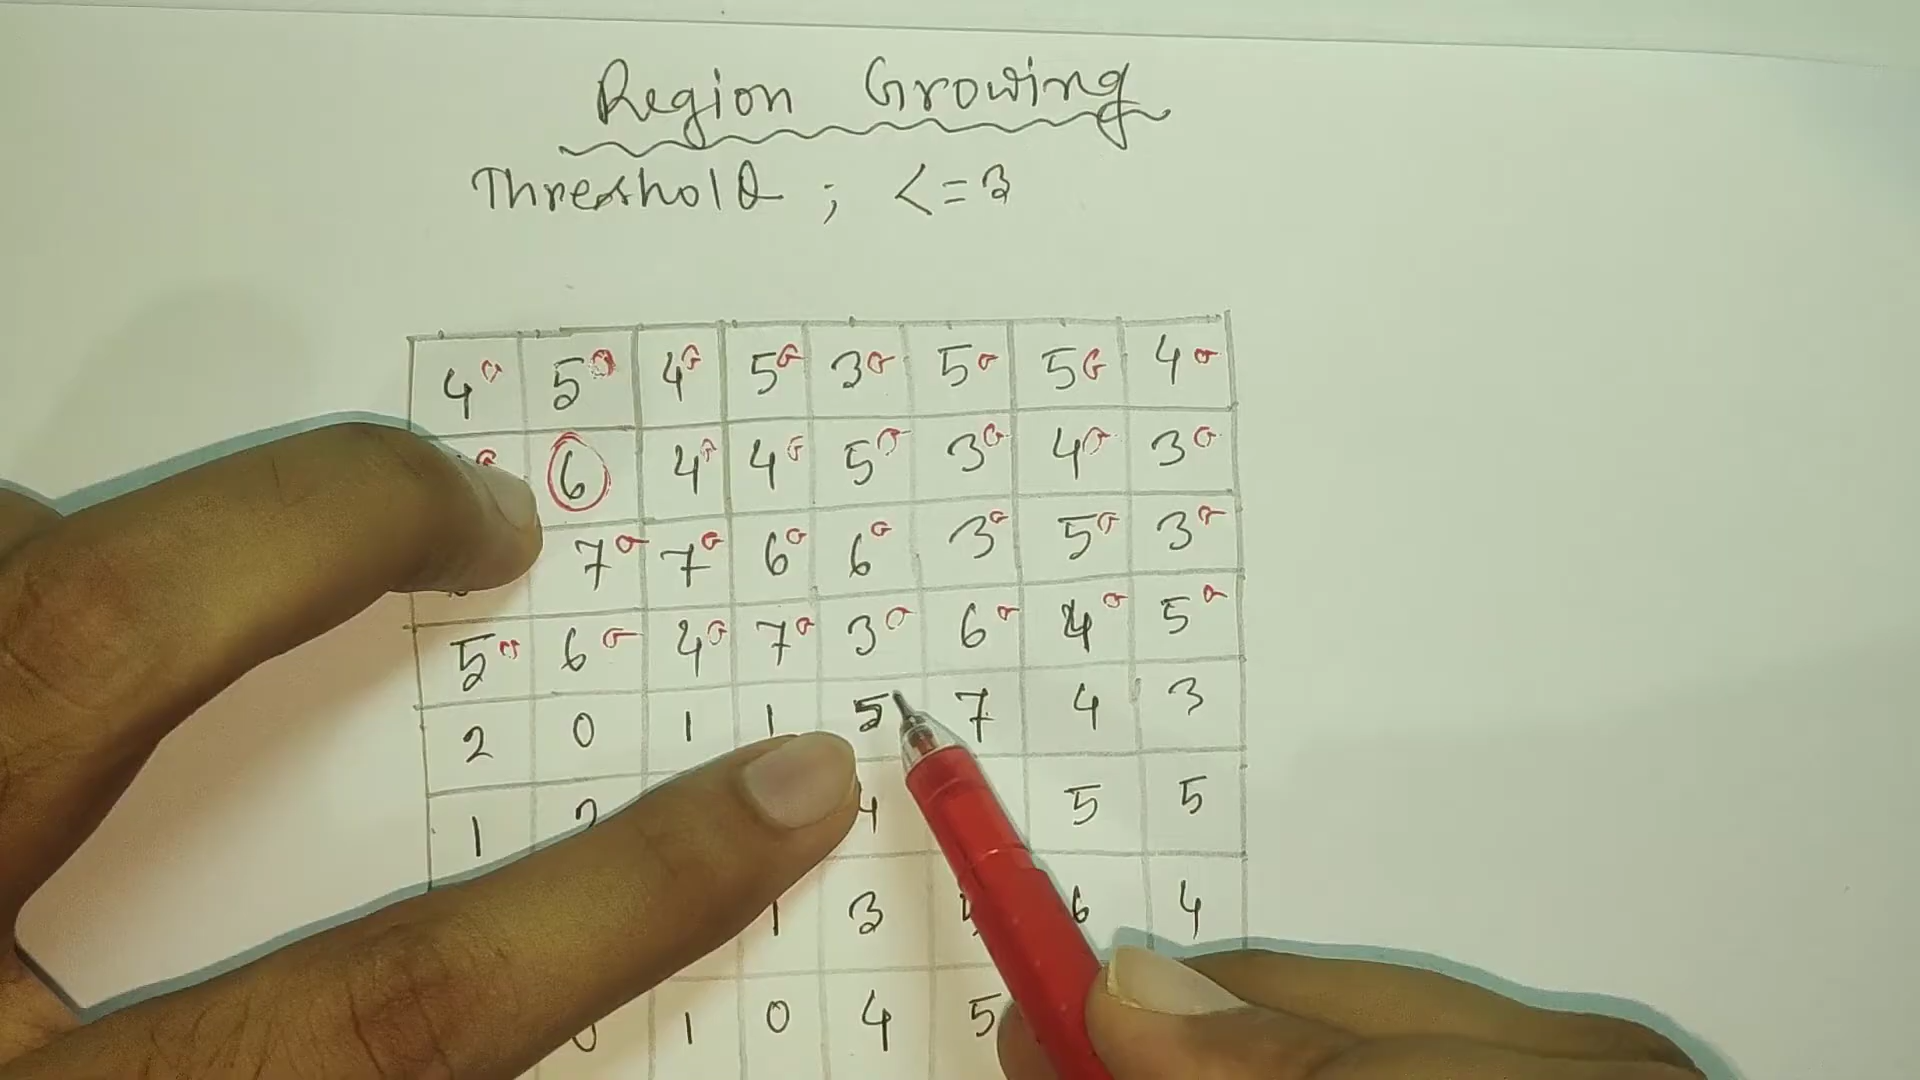 Region Growing
Threshold ; <=3
4 5 4 5 3 5 5 4
6 4 4 5 3 4 3
7 7 6 6 3 5 3
5 6 4 7 3 6 4 5
2 0 1 1 5 7 4 3
1 2 4 5 5
1 3 6 4
0 1 0 4 5